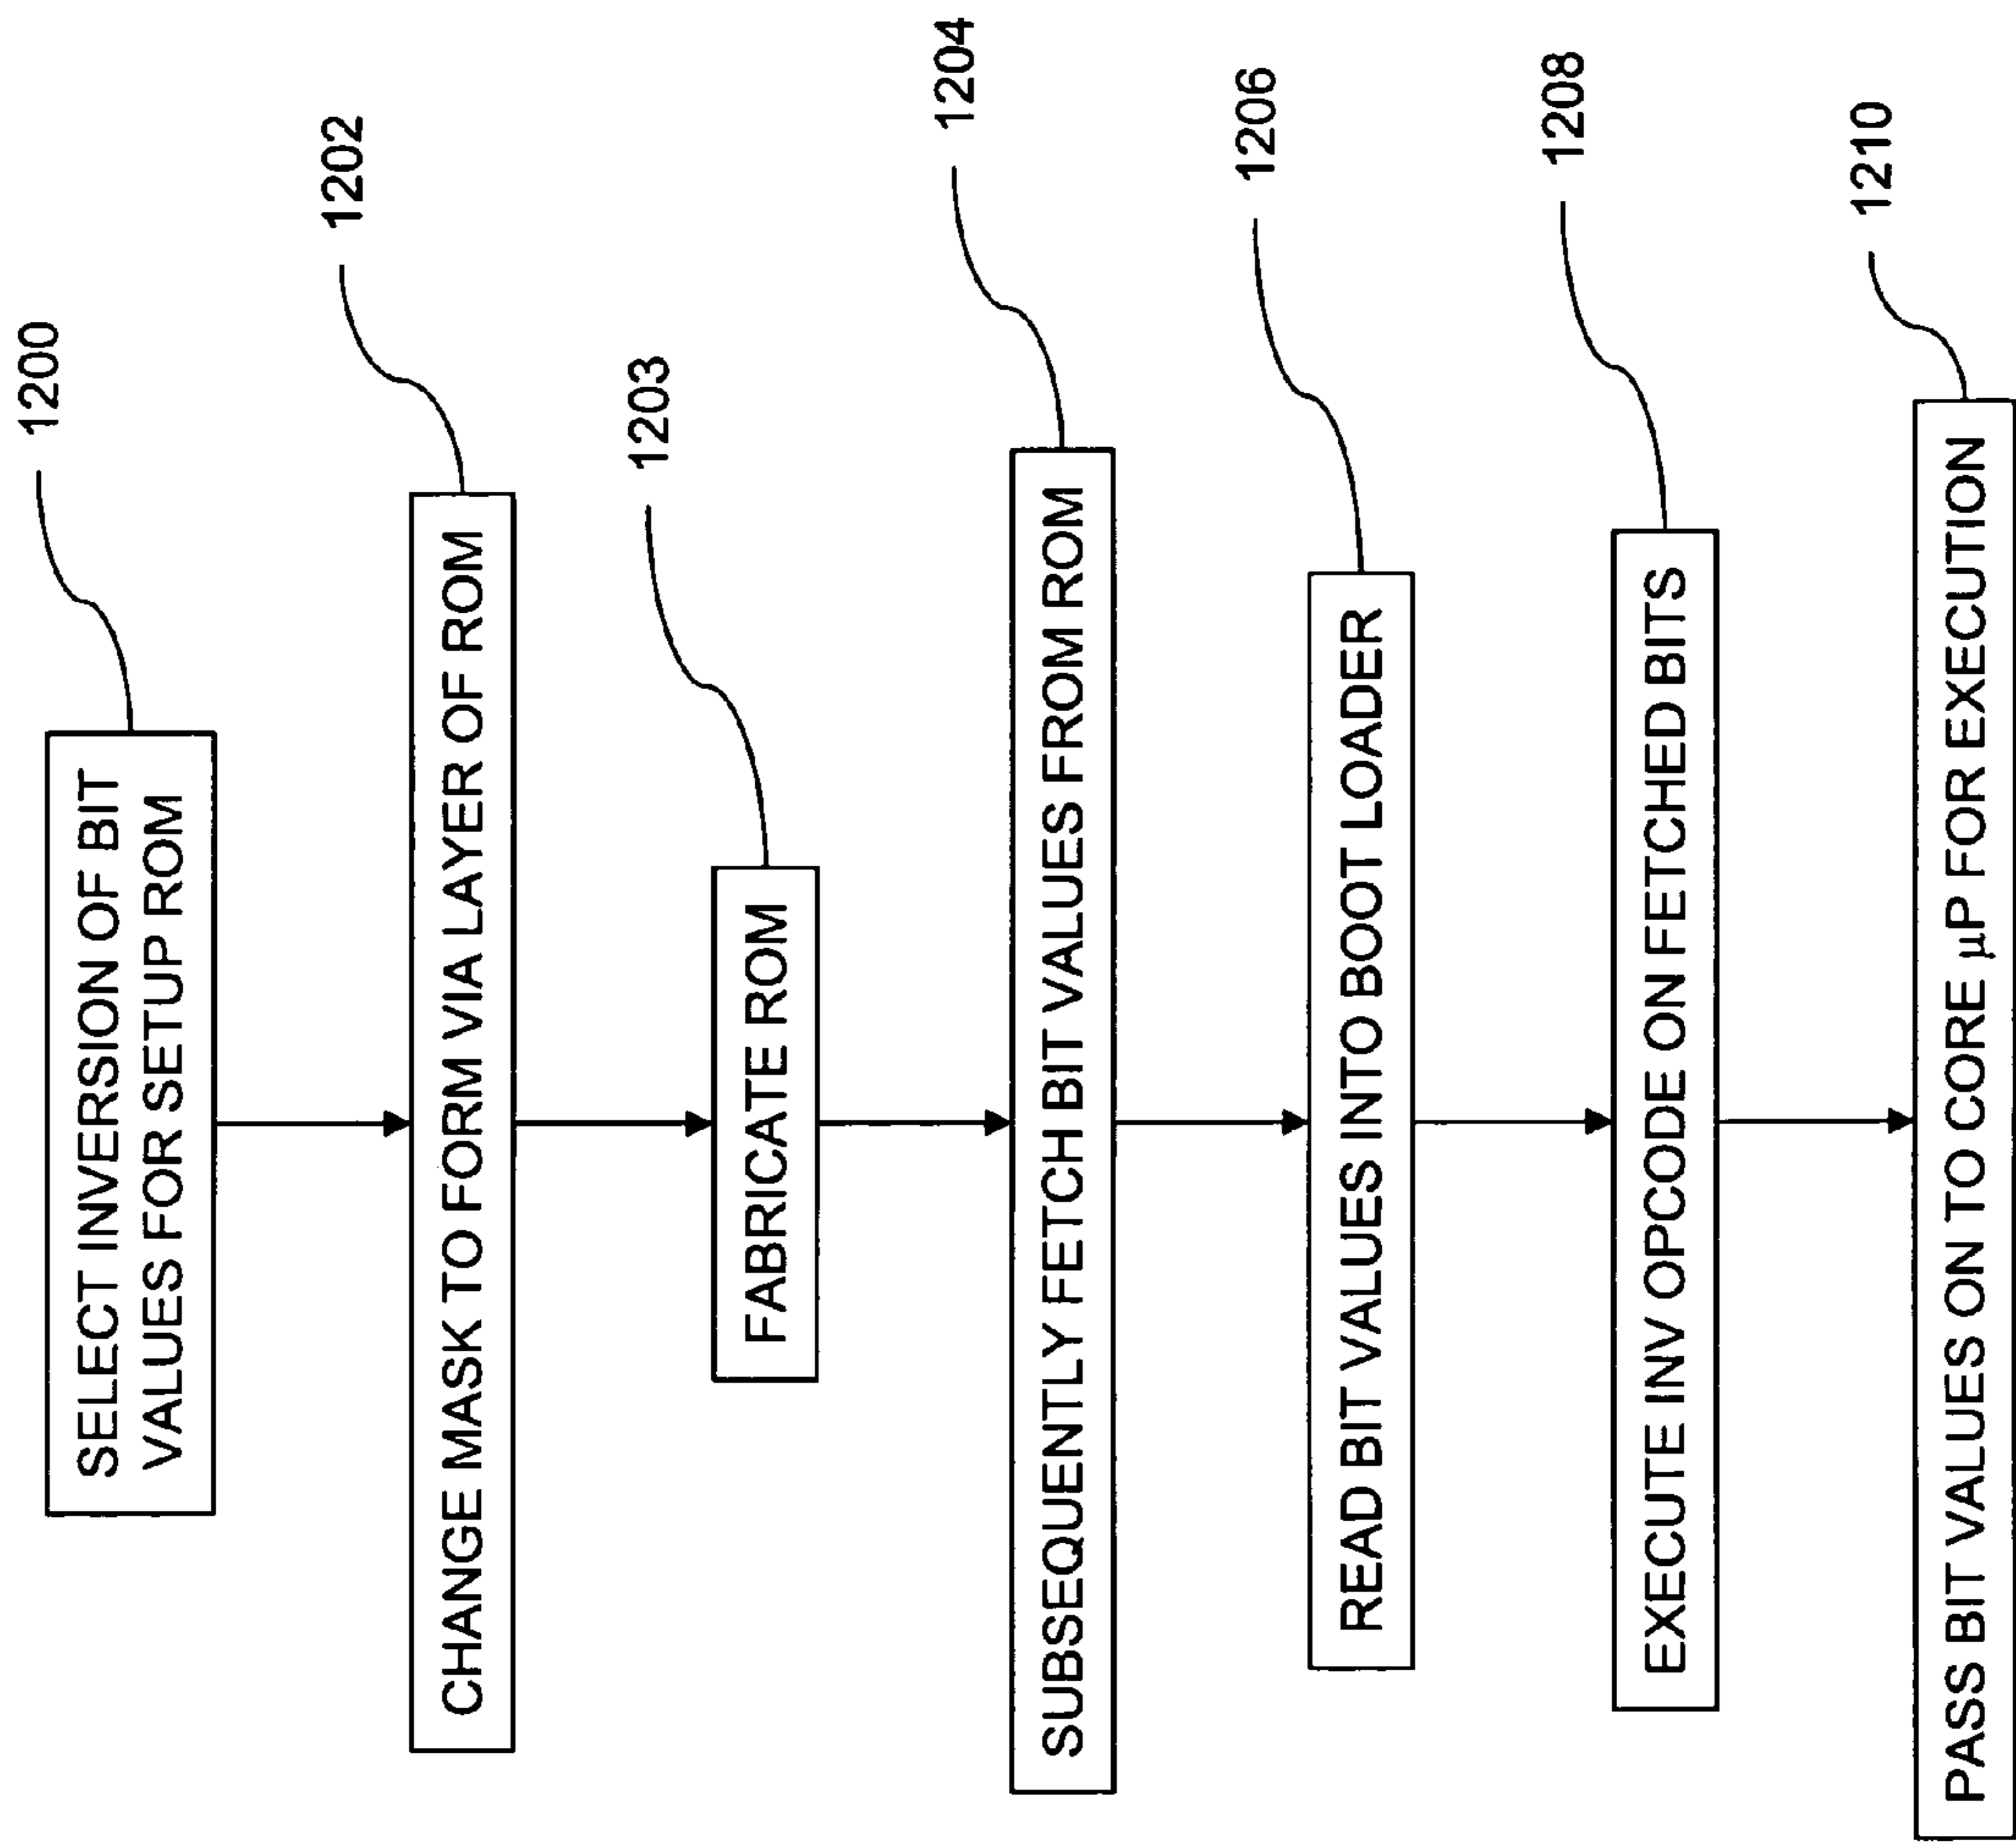 SELECT INVERSION OF BIT
VALUES FOR SETUP ROM
1200
CHANGE MASK TO FORM VIA LAYER OF ROM
1202
FABRICATE ROM
1203
SUBSEQUENTLY FETCH BIT VALUES FROM ROM
1204
READ BIT VALUES INTO BOOT LOADER
1206
EXECUTE INV OPCODE ON FETCHED BITS
1208
PASS BIT VALUES ON TO CORE µP FOR EXECUTION
1210